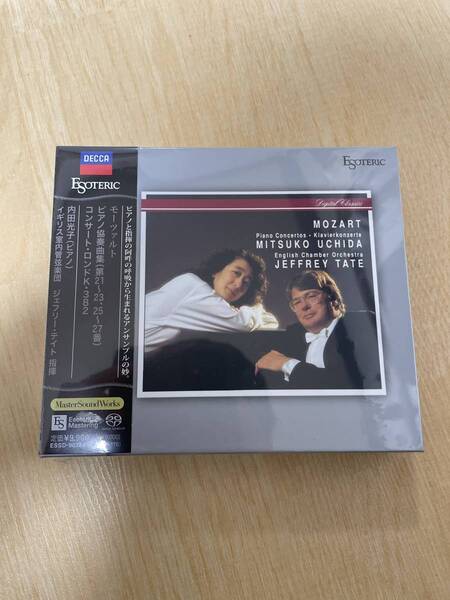 DECCA
ESOTERIC
ピアノと指揮の阿吽の呼吸から生まれるアンサンブルの妙。
モーツァルト
ピアノ協奏曲集(第21〜23、25〜27番)
コンサート・ロンドK.382
内田光子(ピアノ)
イギリス室内管弦楽団 ジェフリー・テイト 指揮
MasterSoundWorks
ES
Mastering
定価¥9,900
ESOTERIC
Digital Classics
MOZART
Piano Concertos · Klavierkonzerte
MITSUKO UCHIDA
English Chamber Orchestra
JEFFREY TATE